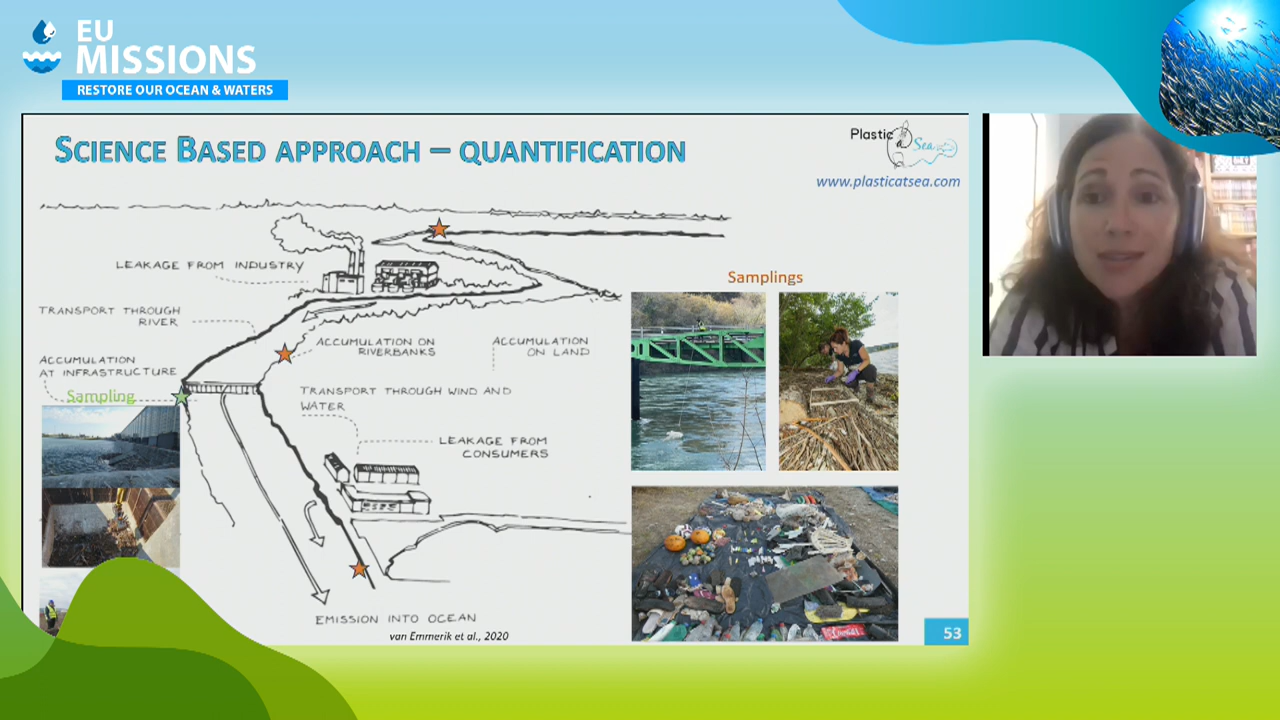 EU
MISSIONS
RESTORE OUR OCEAN & WATERS
SCIENCE BASED APPROACH – QUANTIFICATION
Plastic
@ Sea
www.plasticatsea.com
LEAKAGE FROM INDUSTRY
Samplings
TRANSPORT THROUGH
RIVER
ACCUMULATION ON
RIVERBANKS
ACCUMULATION
ON LAND
ACCUMULATION
AT INFRASTRUCTURE
Sampling
TRANSPORT THROUGH WIND AND
WATER
LEAKAGE FROM
CONSUMERS
EMISSION INTO OCEAN
van Emmerik et al., 2020
53